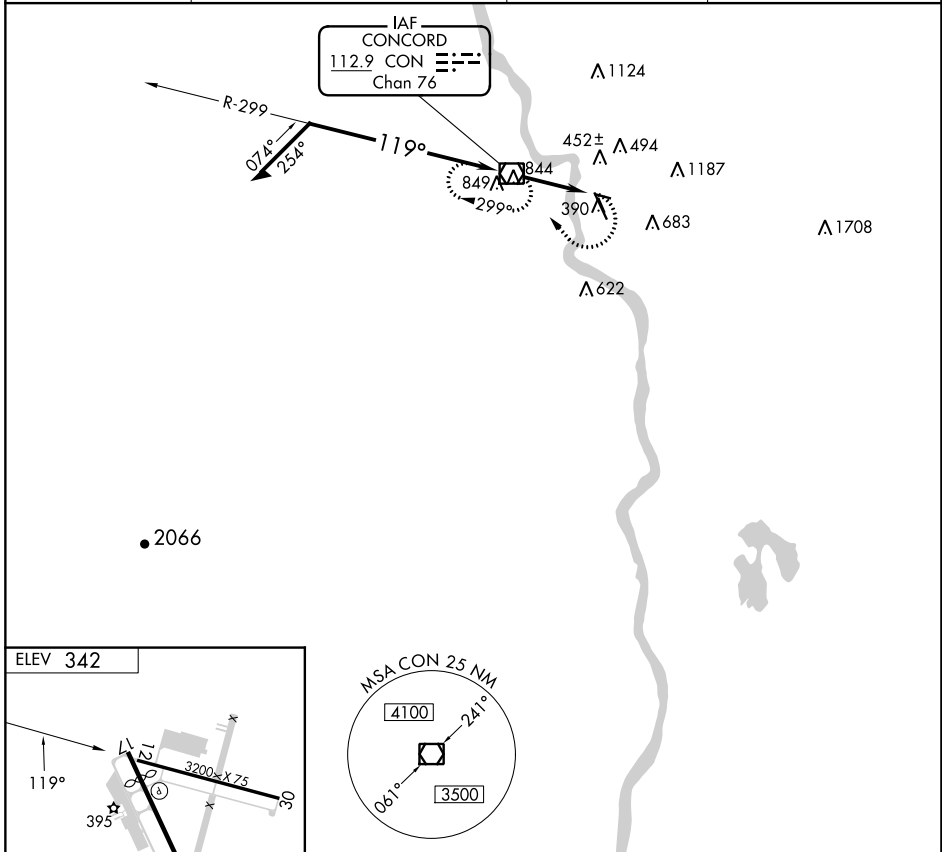 IAF
CONCORD
112.9 CON
Chan 76
R-299
074°
254°
119°
299°
849
844
1124
452±
494
1187
390
683
1708
622
2066
ELEV 342
119°
17
12
3200 X 75
30
P
X
X
395
MSA CON 25 NM
4100
241°
061°
3500